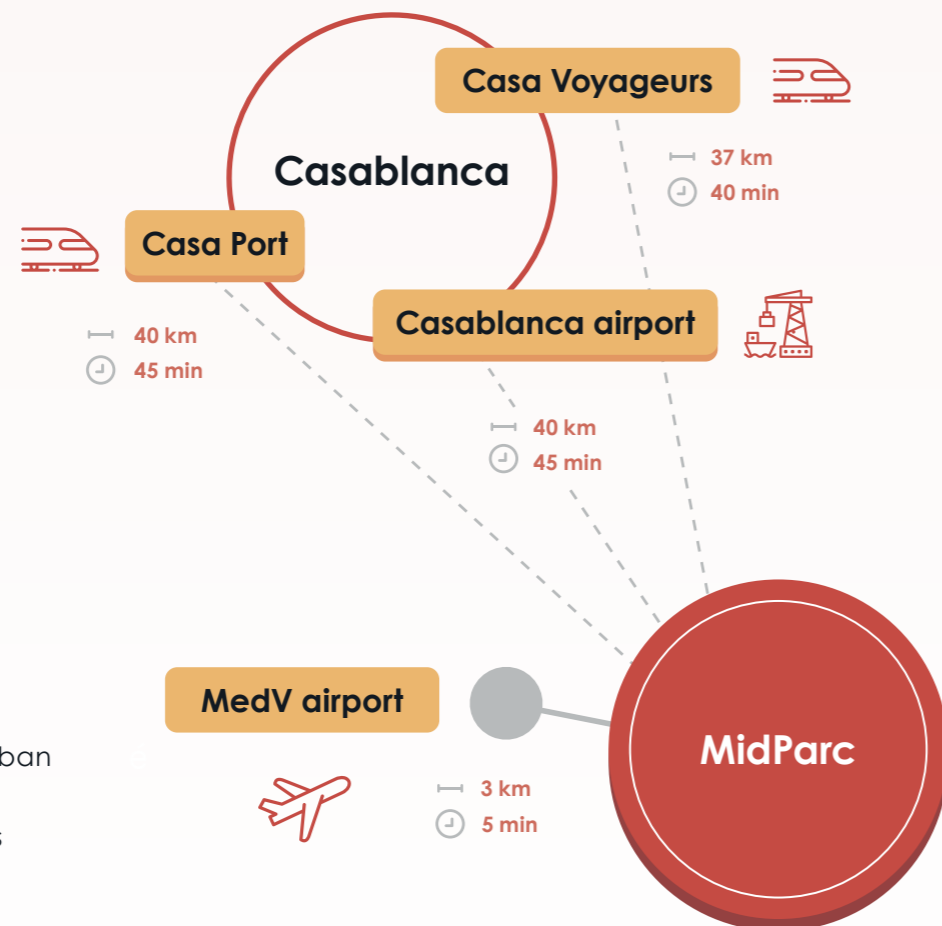 Casa Voyageurs
37 km
40 min
Casablanca
Casa Port
40 km
45 min
Casablanca airport
40 km
45 min
MedV airport
3 km
5 min
MidParc
ban
s